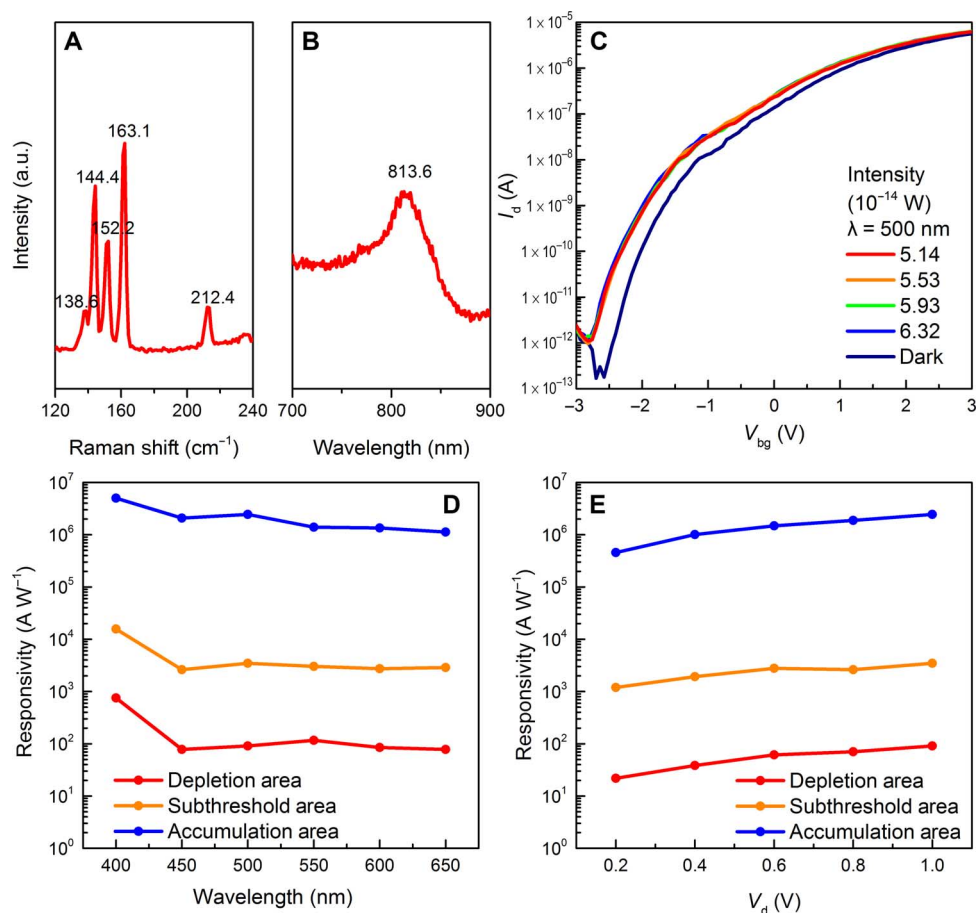 A
163.1
144.4
152.2
138.6
212.4
Intensity (a.u.)
120 160 200 240
Raman shift (cm⁻¹)
B
813.6
700 800 900
Wavelength (nm)
C
1 × 10⁻⁵
1 × 10⁻⁶
1 × 10⁻⁷
1 × 10⁻⁸
1 × 10⁻⁹
1 × 10⁻¹⁰
1 × 10⁻¹¹
1 × 10⁻¹²
1 × 10⁻¹³
I_d (A)
Intensity
(10⁻¹⁴ W)
λ = 500 nm
5.14
5.53
5.93
6.32
Dark
−3 −2 −1 0 1 2 3
V_bg (V)
D
10⁷
10⁶
10⁵
10⁴
10³
10²
10¹
10⁰
Responsivity (A W⁻¹)
Depletion area
Subthreshold area
Accumulation area
400 450 500 550 600 650
Wavelength (nm)
E
10⁷
10⁶
10⁵
10⁴
10³
10²
10¹
10⁰
Responsivity (A W⁻¹)
Depletion area
Subthreshold area
Accumulation area
0.2 0.4 0.6 0.8 1.0
V_d (V)